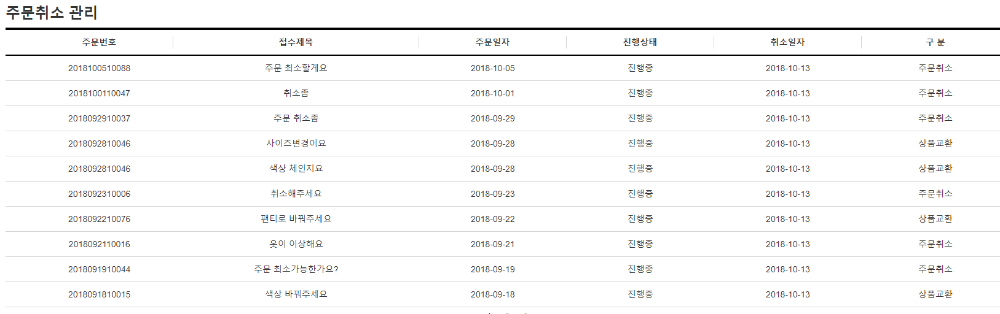 주문취소 관리
주문번호 접수제목 주문일자 진행상태 취소일자 구 분
2018100510088 주문 최소할게요 2018-10-05 진행중 2018-10-13 주문취소
2018100110047 취소좀 2018-10-01 진행중 2018-10-13 주문취소
2018092910037 주문 취소좀 2018-09-29 진행중 2018-10-13 주문취소
2018092810046 사이즈변경이요 2018-09-28 진행중 2018-10-13 상품교환
2018092810046 색상 체인지요 2018-09-28 진행중 2018-10-13 상품교환
2018092310006 취소해주세요 2018-09-23 진행중 2018-10-13 주문취소
2018092210076 팬티로 바꿔주세요 2018-09-22 진행중 2018-10-13 상품교환
2018092110016 옷이 이상해요 2018-09-21 진행중 2018-10-13 주문취소
2018091910044 주문 최소가능한가요? 2018-09-19 진행중 2018-10-13 주문취소
2018091810015 색상 바꿔주세요 2018-09-18 진행중 2018-10-13 상품교환